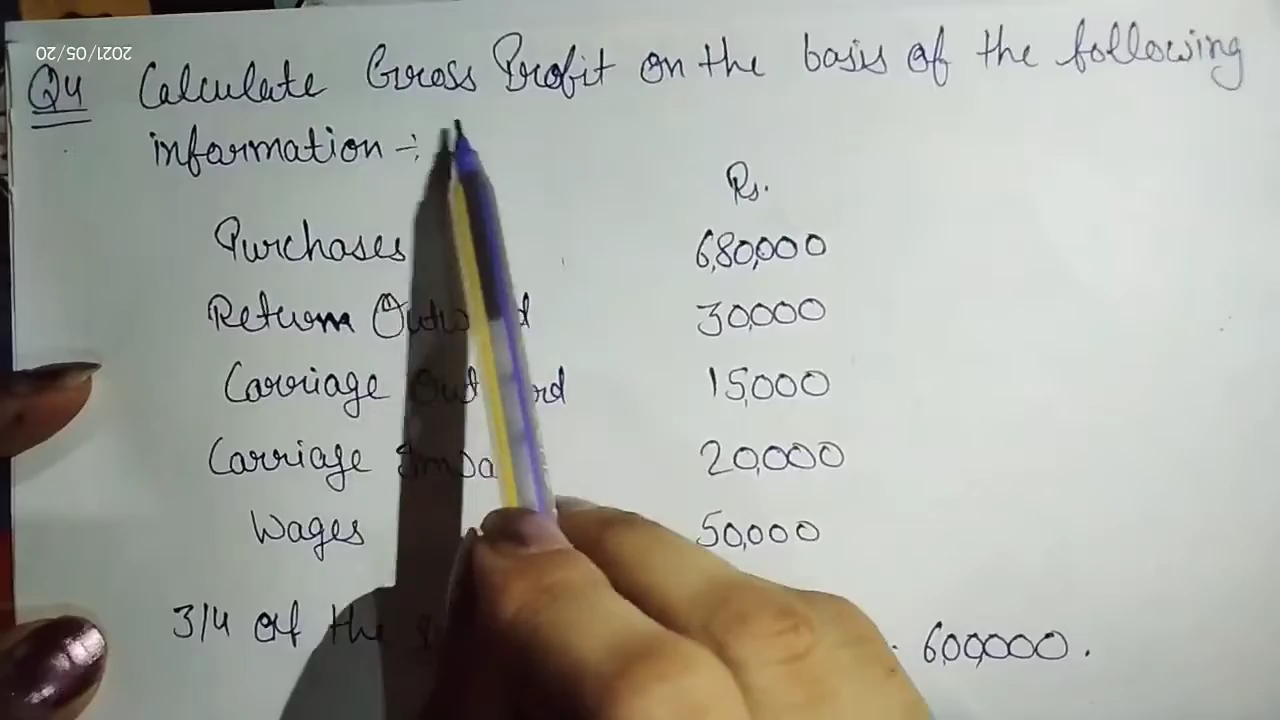 2021/05/20
Q4 Calculate Gross Profit on the basis of the following
information -:
Rs.
Purchases 6,80,000
Return 30,000
Carriage 15,000
Carriage 20,000
Wages 50,000
3/4 of the 6,00,000.